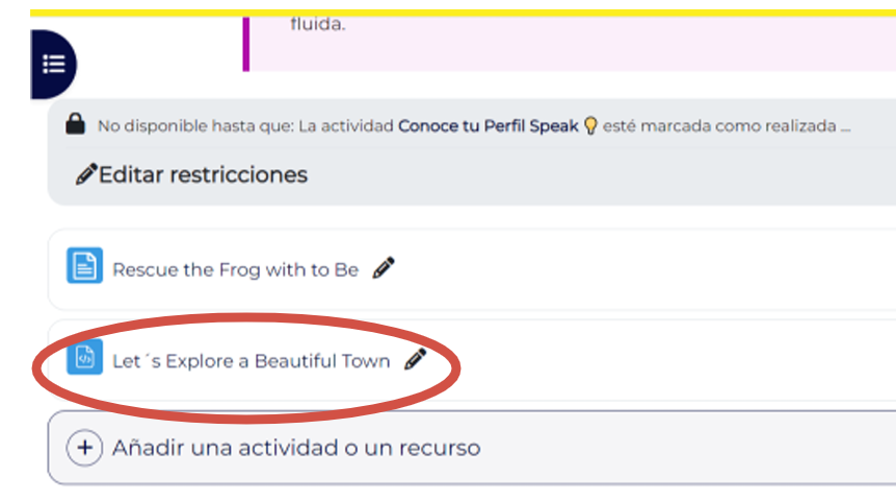 fluida.
No disponible hasta que: La actividad Conoce tu Perfil Speak 💡 esté marcada como realizada ...
Editar restricciones
Rescue the Frog with to Be
Let´s Explore a Beautiful Town
Añadir una actividad o un recurso